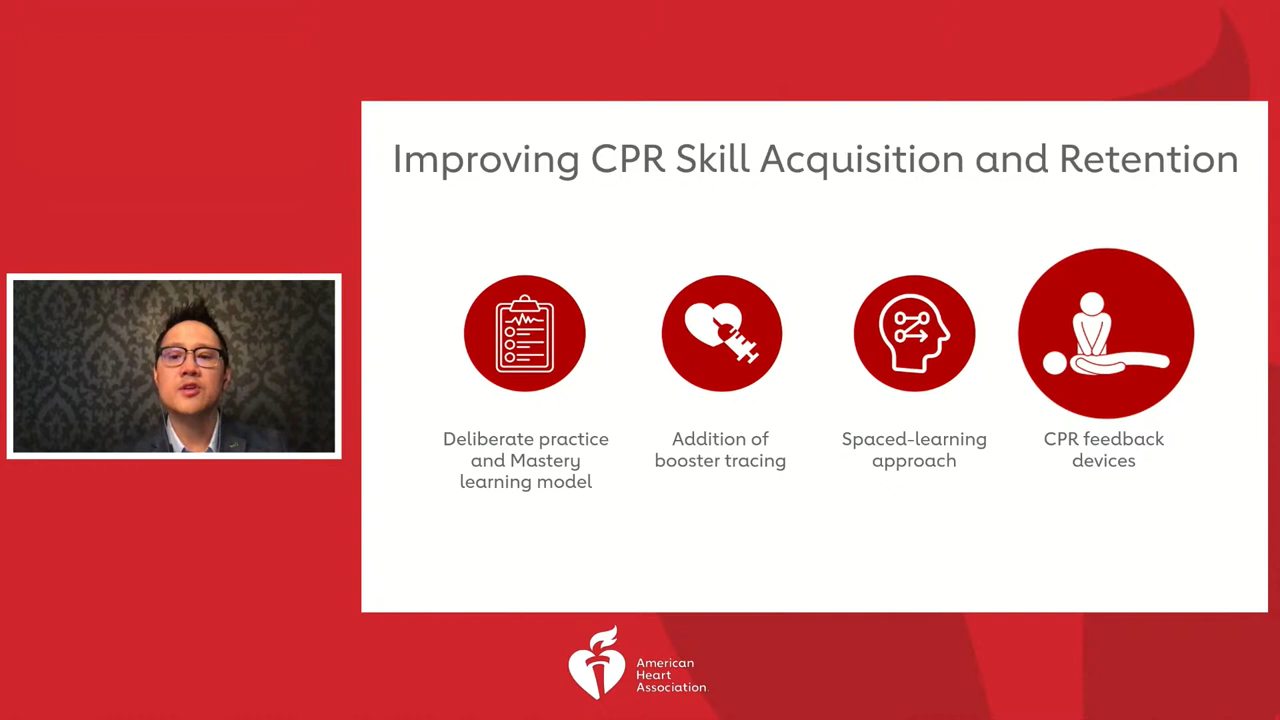 Improving CPR Skill Acquisition and Retention
Deliberate practice
and Mastery
learning model
Addition of
booster tracing
Spaced-learning
approach
CPR feedback
devices
American
Heart
Association.